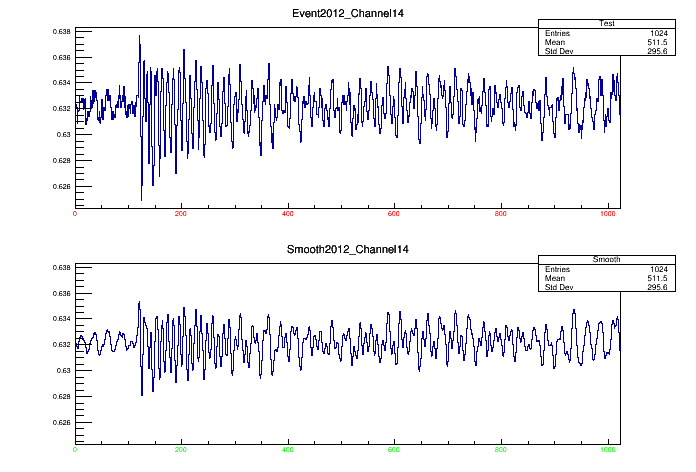 Event2012_Channel14
Test
Entries 1024
Mean 511.5
Std Dev 295.6
0.638
0.636
0.634
0.632
0.63
0.628
0.626
0 200 400 600 800 1000
Smooth2012_Channel14
Smooth
Entries 1024
Mean 511.5
Std Dev 295.6
0.638
0.636
0.634
0.632
0.63
0.628
0.626
0 200 400 600 800 1000